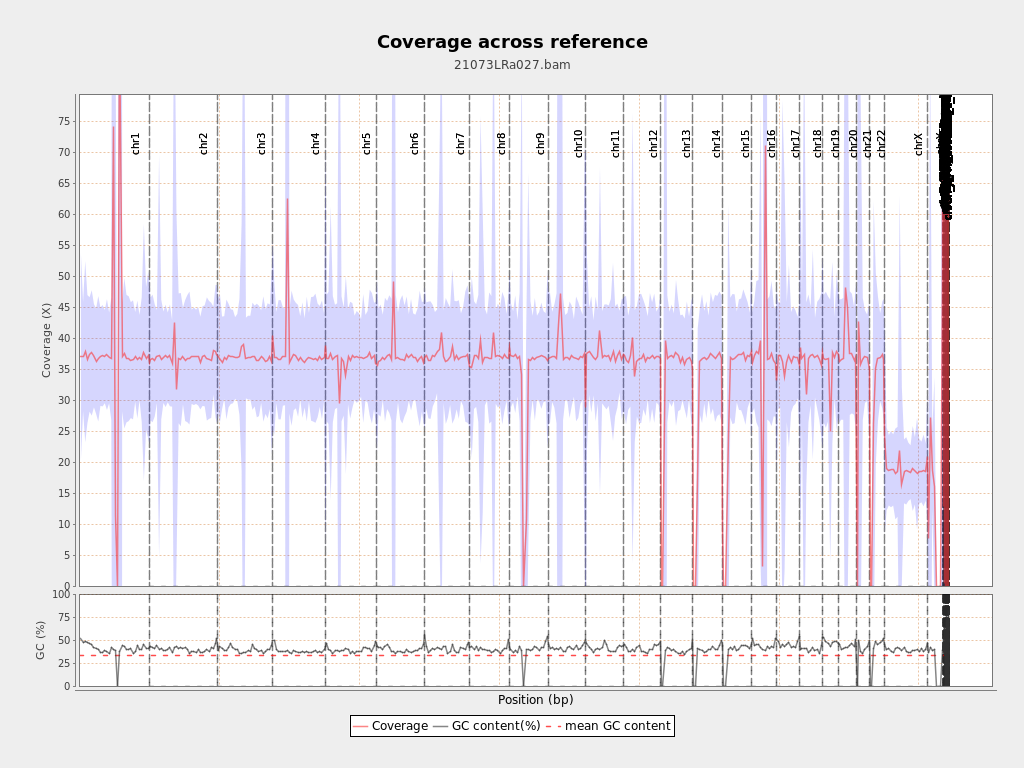 Coverage across reference
21073LRa027.bam
Coverage (X)
75
70
65
60
55
50
45
40
35
30
25
20
15
10
5
0
chr1
chr2
chr3
chr4
chr5
chr6
chr7
chr8
chr9
chr10
chr11
chr12
chr13
chr14
chr15
chr16
chr17
chr18
chr19
chr20
chr21
chr22
chrX
GC (%)
100
75
50
25
0
Position (bp)
Coverage GC content(%) mean GC content